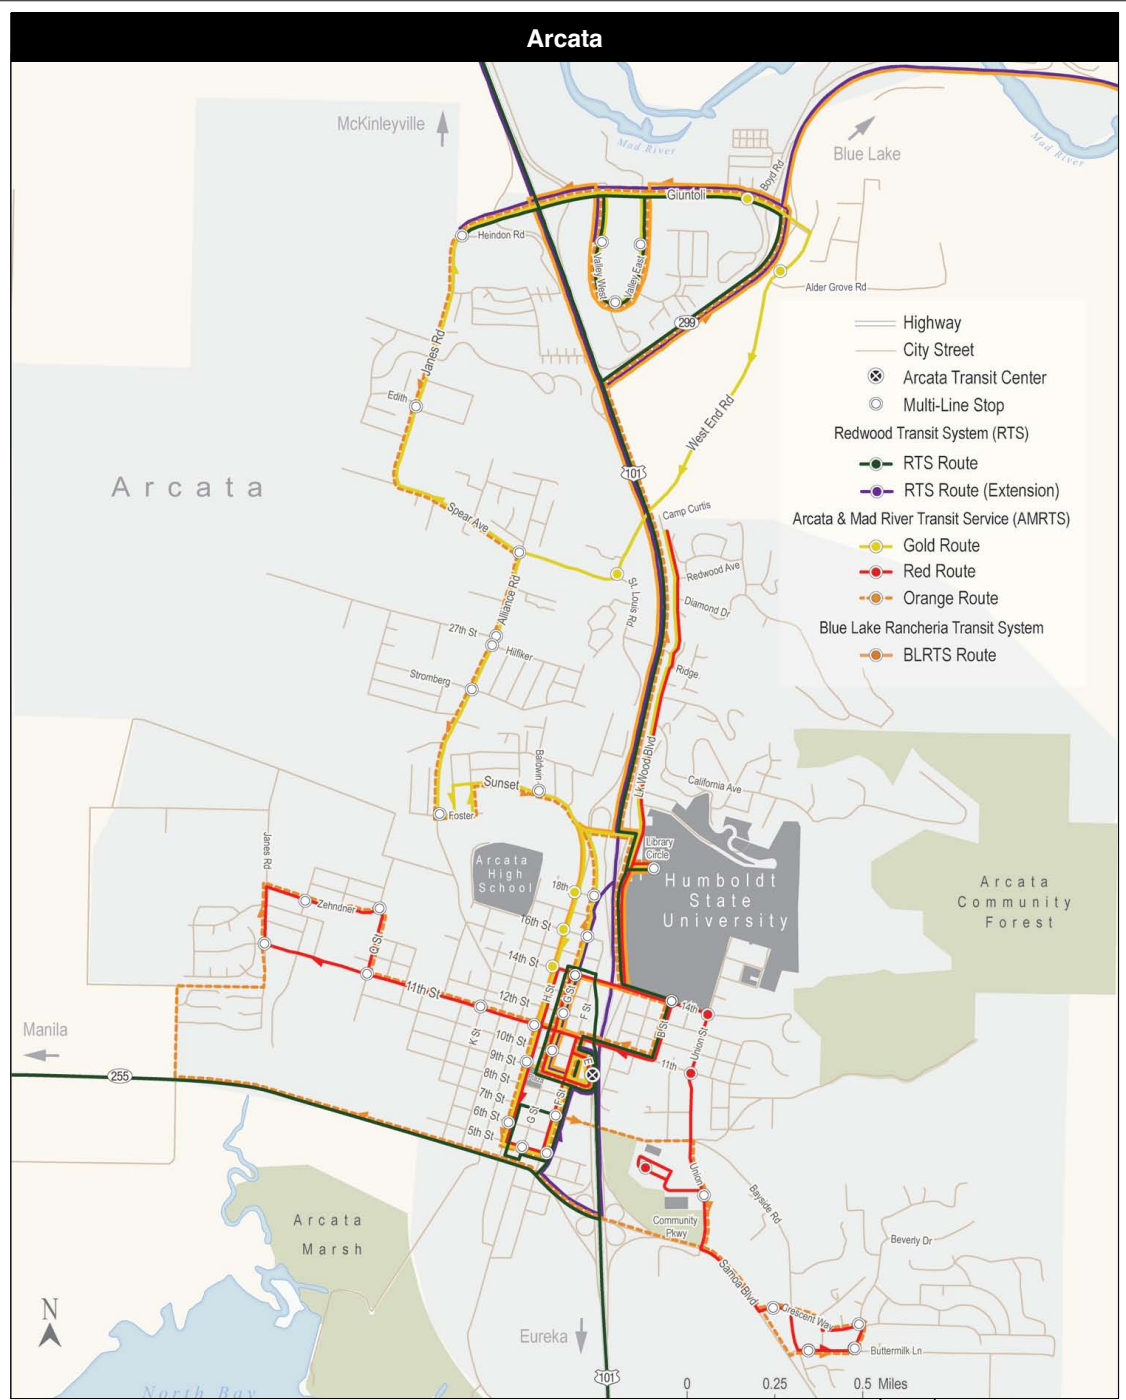 Arcata
McKinleyville
Mad River
Boyd Rd
Blue Lake
Mad River
Giuntoli
Heindon Rd
Valley West
Valley East
Alder Grove Rd
299
Highway
City Street
Arcata Transit Center
Multi-Line Stop
Redwood Transit System (RTS)
RTS Route
RTS Route (Extension)
Arcata & Mad River Transit Service (AMRTS)
Gold Route
Red Route
Orange Route
Blue Lake Rancheria Transit System
BLRTS Route
Janes Rd
Edith
West End Rd
101
Arcata
Spear Ave
Camp Curtis
Redwood Ave
St. Louis Rd
Diamond Dr
Alliance Rd
27th St
Hilfiker
Stromberg
Ridge
Lk Wood Blvd
Baldwin
Sunset
California Ave
Foster
Janes Rd
Library
Circle
Arcata
High
School
Humboldt
State
University
Arcata
Community
Forest
18th
Zehndner
16th St
Q St
14th St
11th St
12th St
H St
G St
F St
14th
B St
Union St
K St
10th St
9th St
8th St
E
11th
Manila
255
7th St
6th St
5th St
G St
F St
Union
Bayside Rd
Community
Pkwy
Arcata
Marsh
Beverly Dr
Samoa Blvd
Crescent Way
Buttermilk Ln
N
Eureka
101
North Bay
0 0.25 0.5 Miles